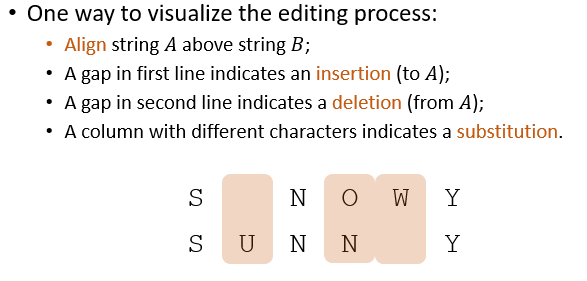 • One way to visualize the editing process:
• Align string A above string B;
• A gap in first line indicates an insertion (to A);
• A gap in second line indicates a deletion (from A);
• A column with different characters indicates a substitution.
S N O W Y
S U N N Y